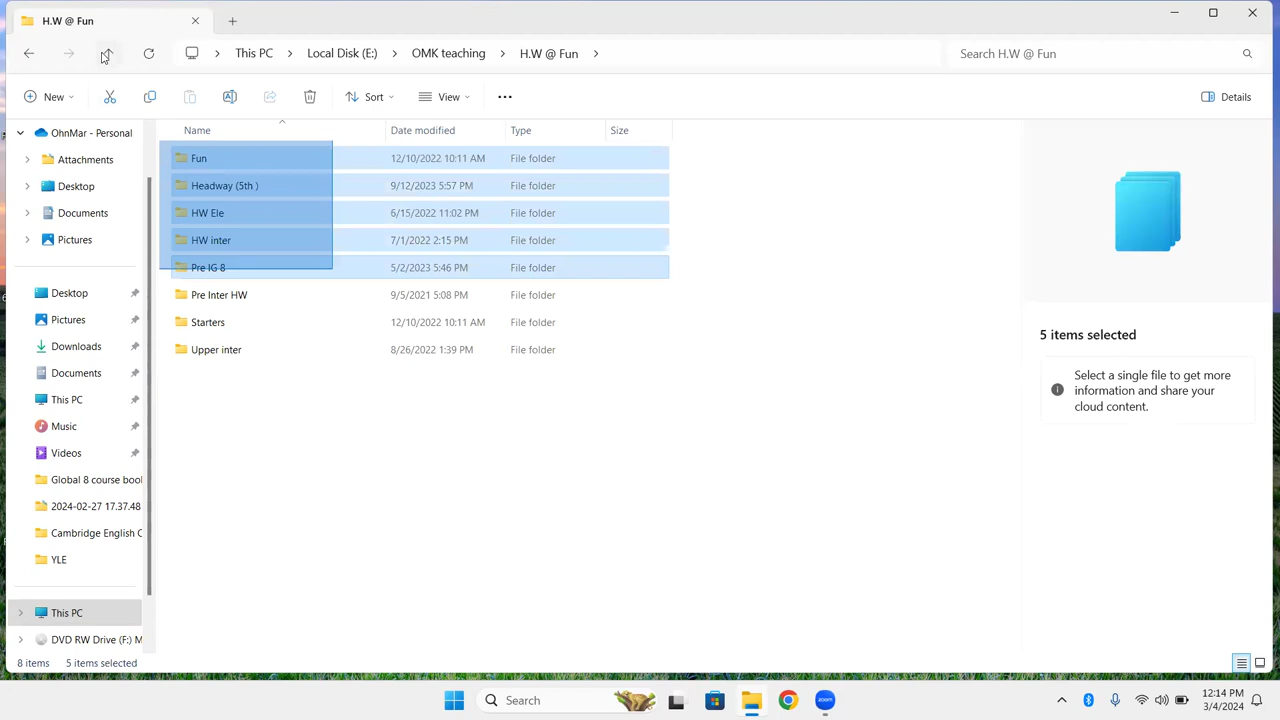 H.W @ Fun
This PC
Local Disk (E:)
OMK teaching
H.W @ Fun
Search H.W @ Fun
New
Sort
View
Details
OhnMar - Personal
Attachments
Desktop
Documents
Pictures
Desktop
Pictures
Downloads
Documents
This PC
Music
Videos
Global 8 course boo
2024-02-27 17.37.48
Cambridge English C
YLE
This PC
DVD RW Drive (F:) M
Name Date modified Type Size
Fun 12/10/2022 10:11 AM File folder
Headway (5th ) 9/12/2023 5:57 PM File folder
HW Ele 6/15/2022 11:02 PM File folder
HW inter 7/1/2022 2:15 PM File folder
Pre IG 8 5/2/2023 5:46 PM File folder
Pre Inter HW 9/5/2021 5:08 PM File folder
Starters 12/10/2022 10:11 AM File folder
Upper inter 8/26/2022 1:39 PM File folder
5 items selected
Select a single file to get more
information and share your
cloud content.
8 items 5 items selected
Search
zoom
12:14 PM
3/4/2024